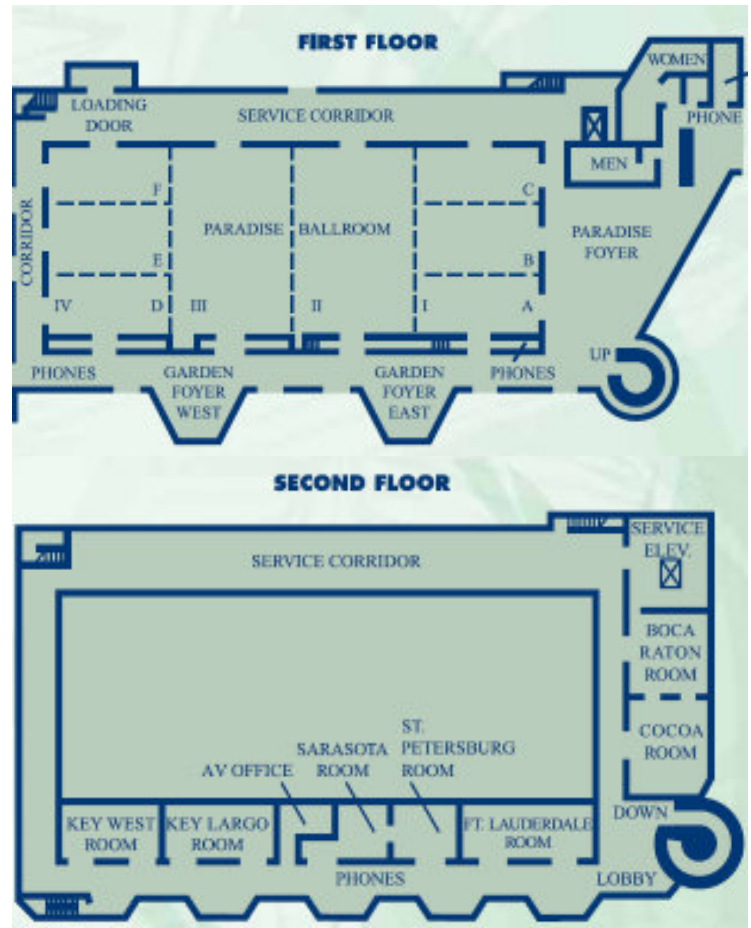 FIRST FLOOR
WOMEN
LOADING
DOOR
SERVICE CORRIDOR
PHONE
MEN
F
C
CORRIDOR
PARADISE BALLROOM
PARADISE
FOYER
E
B
IV
D
III
II
I
A
UP
PHONES
GARDEN
FOYER
WEST
GARDEN
FOYER
EAST
PHONES
SECOND FLOOR
SERVICE
ELEV.
SERVICE CORRIDOR
BOCA
RATON
ROOM
COCOA
ROOM
ST.
PETERSBURG
ROOM
SARASOTA
ROOM
AV OFFICE
DOWN
KEY WEST
ROOM
KEY LARGO
ROOM
FT. LAUDERDALE
ROOM
PHONES
LOBBY